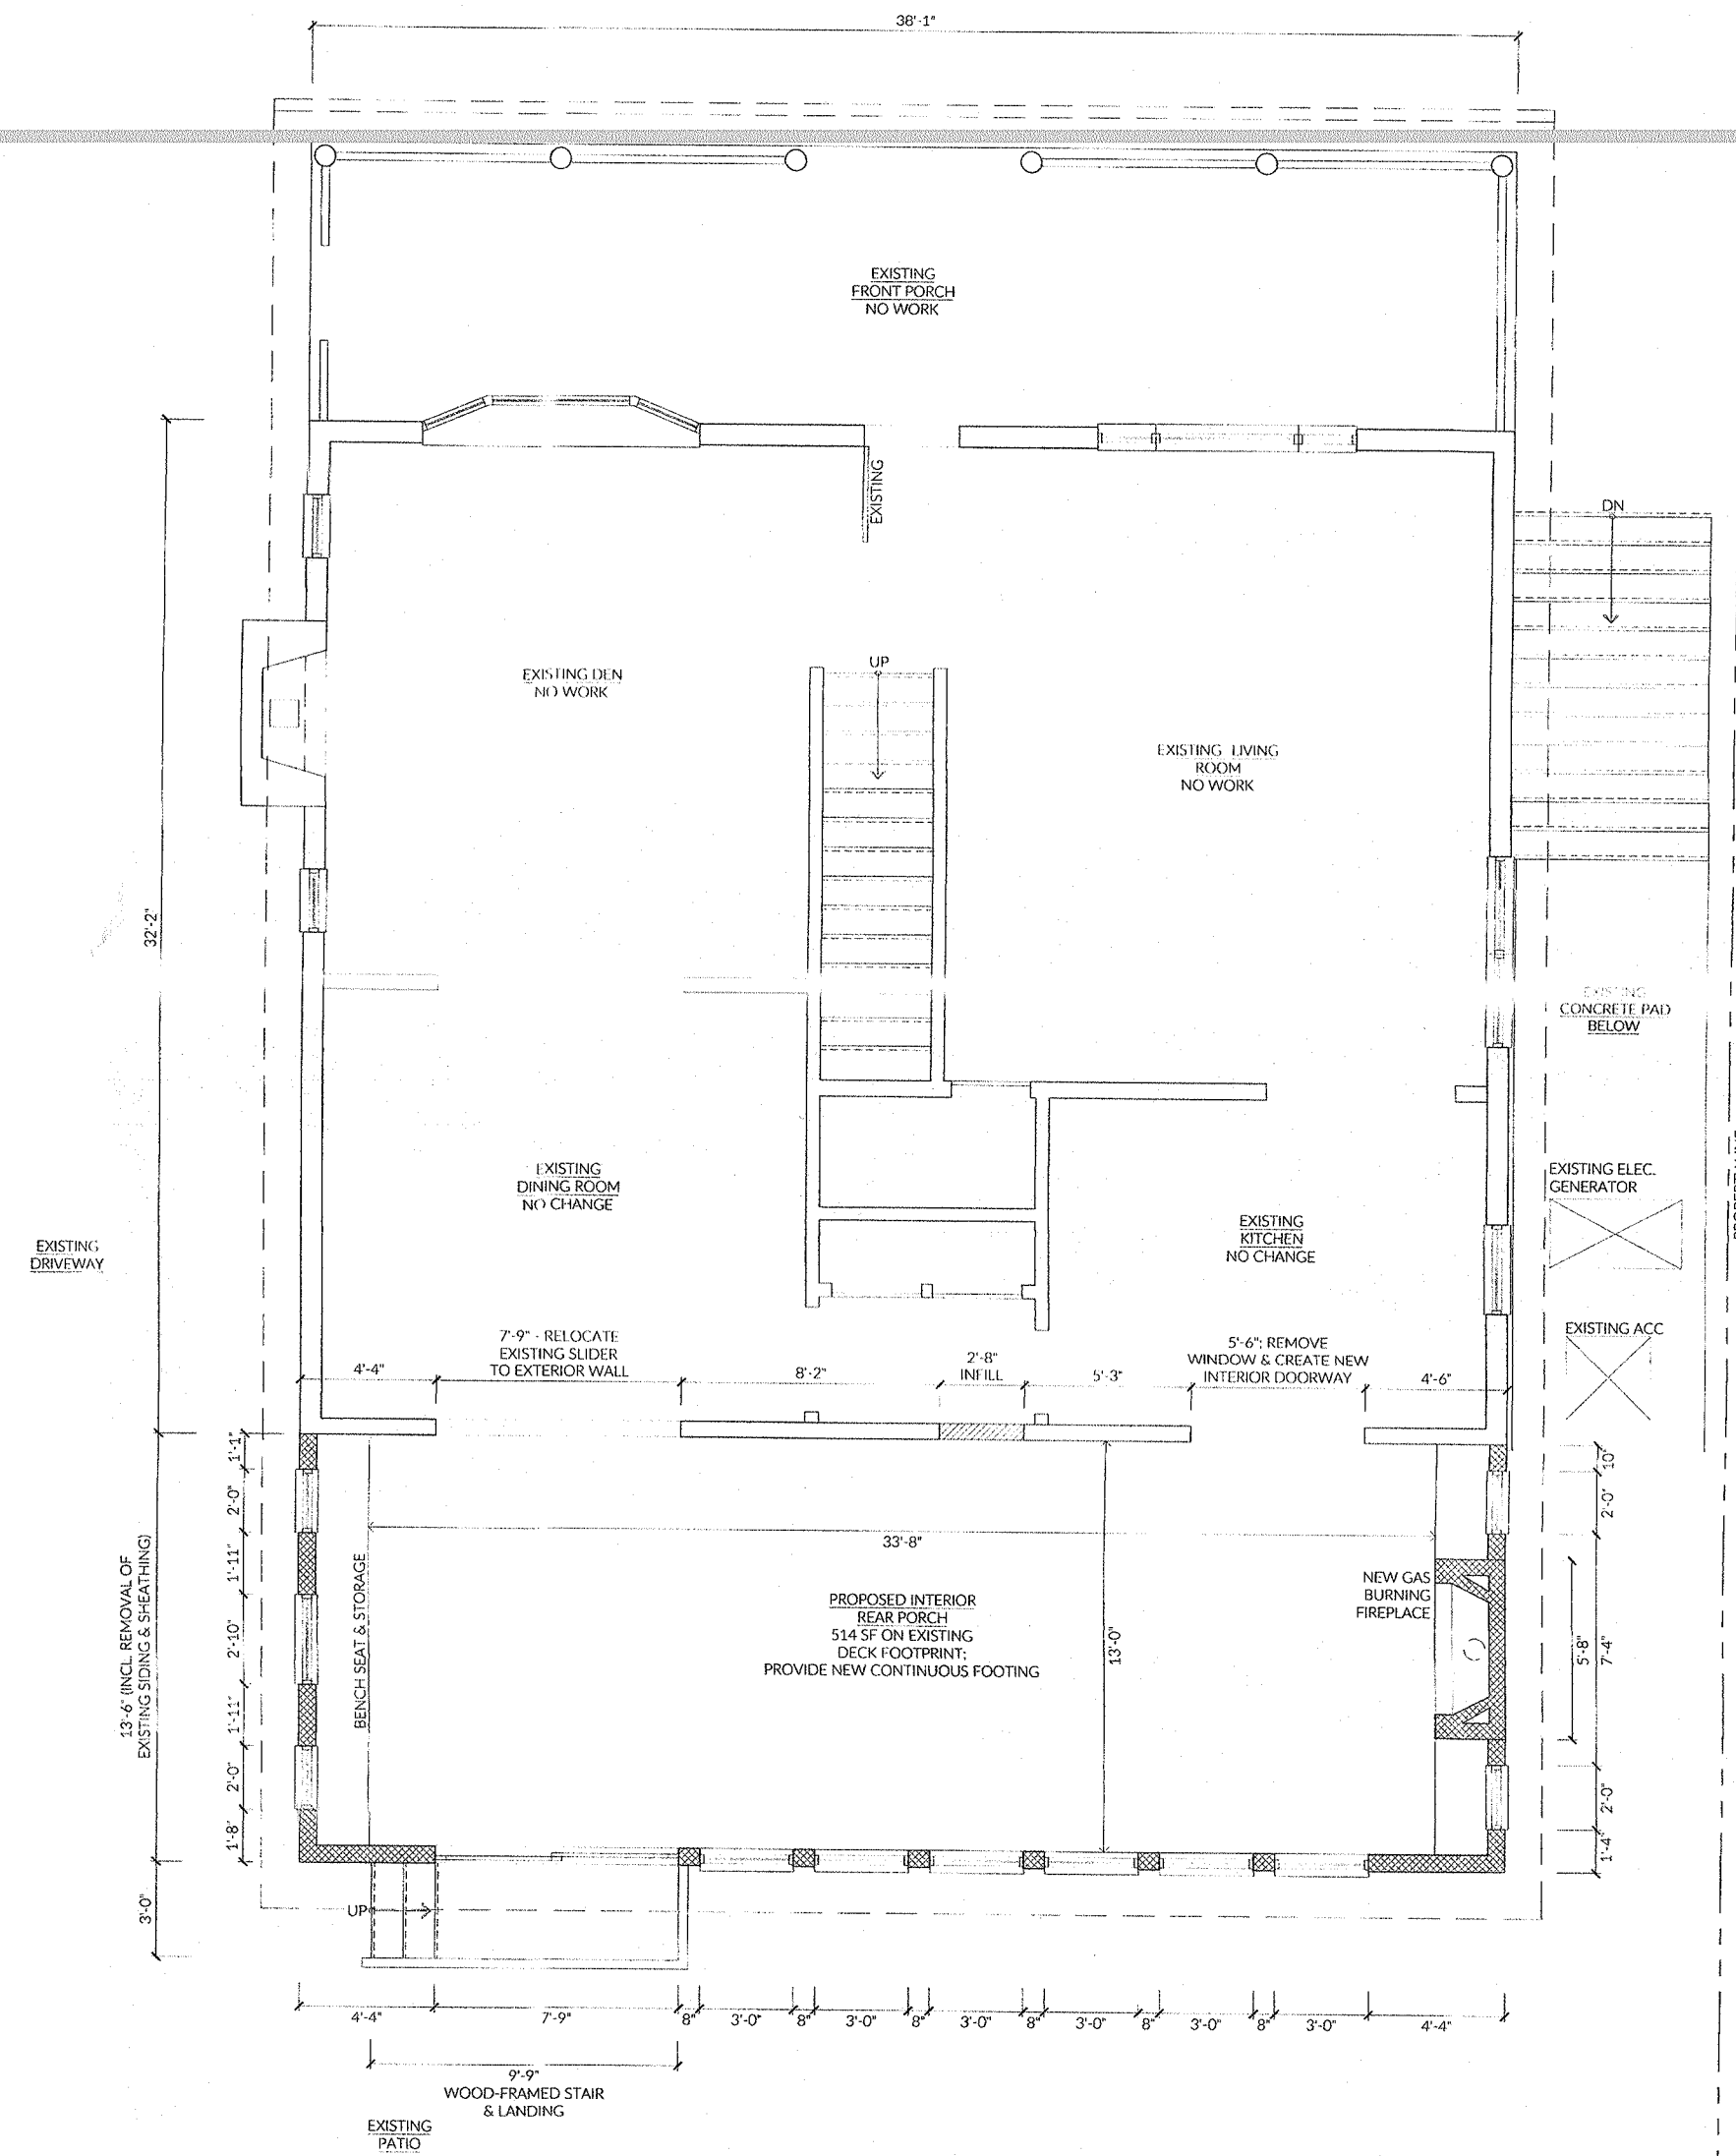 38'-1"
EXISTING
FRONT PORCH
NO WORK
EXISTING
DN
EXISTING DEN
NO WORK
UP
EXISTING LIVING
ROOM
NO WORK
32'-2"
EXISTING
CONCRETE PAD
BELOW
EXISTING
DINING ROOM
NO CHANGE
EXISTING ELEC.
GENERATOR
EXISTING
KITCHEN
NO CHANGE
EXISTING
DRIVEWAY
EXISTING ACC
4'-4"
7'-9" - RELOCATE
EXISTING SLIDER
TO EXTERIOR WALL
8'-2"
2'-8"
INFILL
5'-3"
5'-6"; REMOVE
WINDOW & CREATE NEW
INTERIOR DOORWAY
4'-6"
1'-1"
2'-0"
1'-11"
2'-10"
1'-11"
2'-0"
1'-8"
13'-6" (INCL. REMOVAL OF
EXISTING SIDING & SHEATHING)
3'-0"
BENCH SEAT & STORAGE
33'-8"
PROPOSED INTERIOR
REAR PORCH
514 SF ON EXISTING
DECK FOOTPRINT;
PROVIDE NEW CONTINUOUS FOOTING
13'-0"
NEW GAS
BURNING
FIREPLACE
10"
2'-0"
5'-8"
7'-4"
2'-0"
1'-4"
UP
4'-4"
7'-9"
8"
3'-0"
8"
3'-0"
8"
3'-0"
8"
3'-0"
8"
3'-0"
8"
3'-0"
4'-4"
9'-9"
WOOD-FRAMED STAIR
& LANDING
EXISTING
PATIO